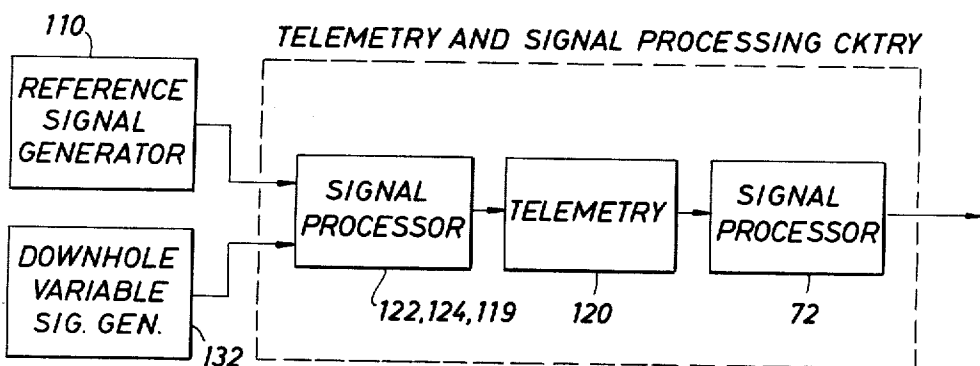 110
TELEMETRY AND SIGNAL PROCESSING CKTRY
REFERENCE
SIGNAL
GENERATOR
SIGNAL
PROCESSOR
TELEMETRY
SIGNAL
PROCESSOR
DOWNHOLE
VARIABLE
SIG. GEN.
122,124,119
120
72
132